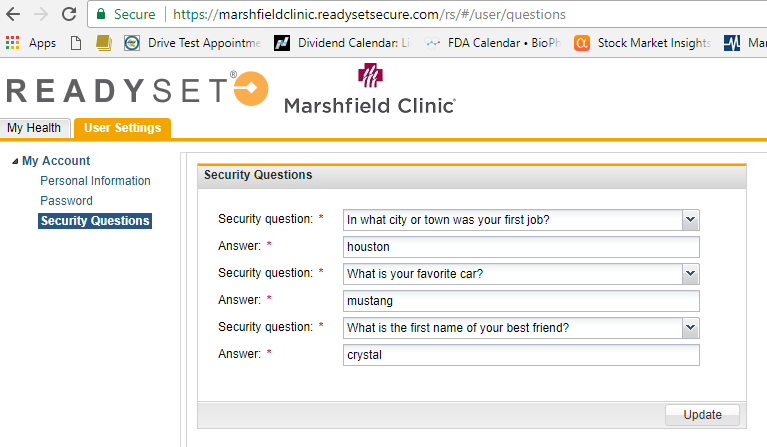 Secure https://marshfieldclinic.readysetsecure.com/rs/#/user/questions
Apps Drive Test Appointme Dividend Calendar: Li FDA Calendar • BioPh Stock Market Insights Mar
READYSET®
Marshfield Clinic®
My Health User Settings
My Account
Personal Information
Password
Security Questions
Security Questions
Security question: * In what city or town was your first job?
Answer: * houston
Security question: * What is your favorite car?
Answer: * mustang
Security question: * What is the first name of your best friend?
Answer: * crystal
Update